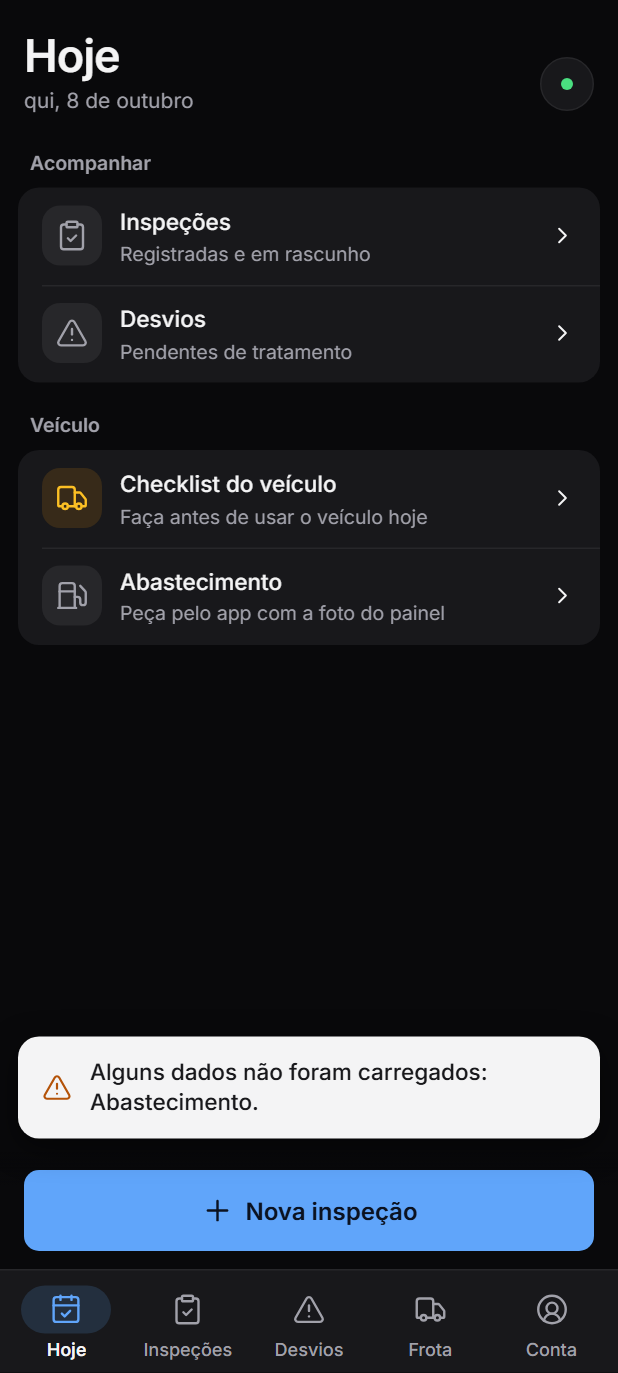 Hoje
qui, 8 de outubro
Acompanhar
Inspeções
Registradas e em rascunho
Desvios
Pendentes de tratamento
Veículo
Checklist do veículo
Faça antes de usar o veículo hoje
Abastecimento
Peça pelo app com a foto do painel
Alguns dados não foram carregados:
Abastecimento.
Nova inspeção
Hoje
Inspeções
Desvios
Frota
Conta